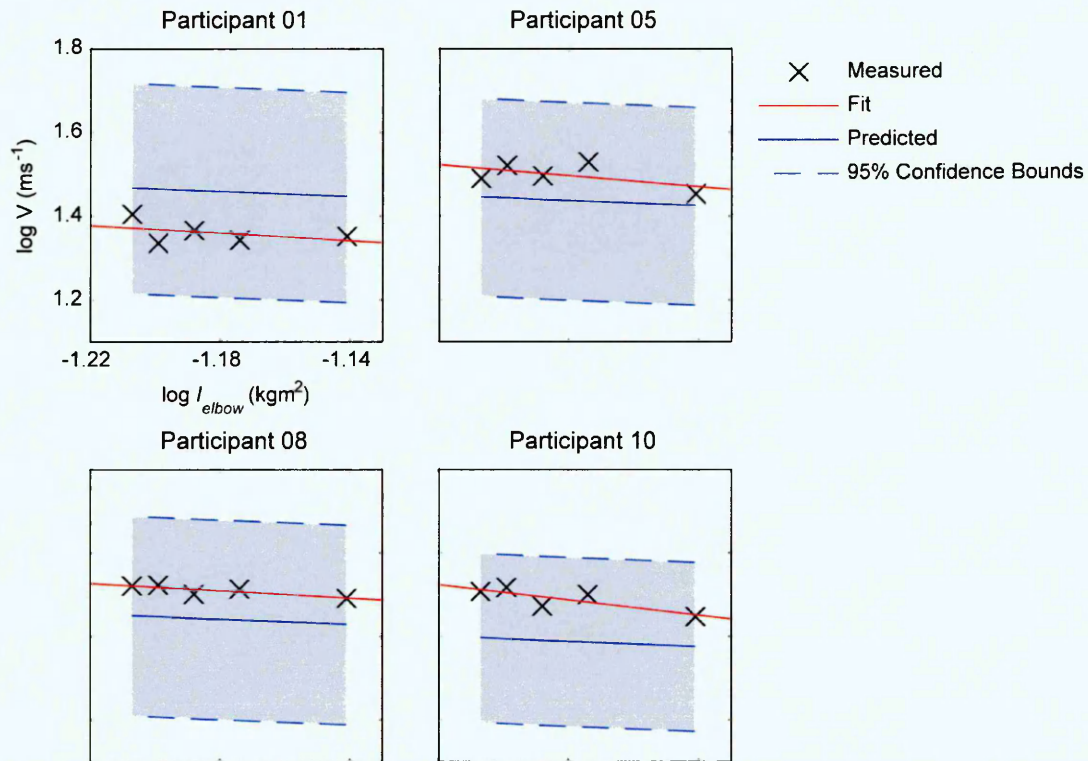 Participant 01
Participant 05
1.8
1.6
1.4
1.2
log V (ms⁻¹)
-1.22
-1.18
-1.14
log I_elbow (kgm²)
Measured
Fit
Predicted
95% Confidence Bounds
Participant 08
Participant 10